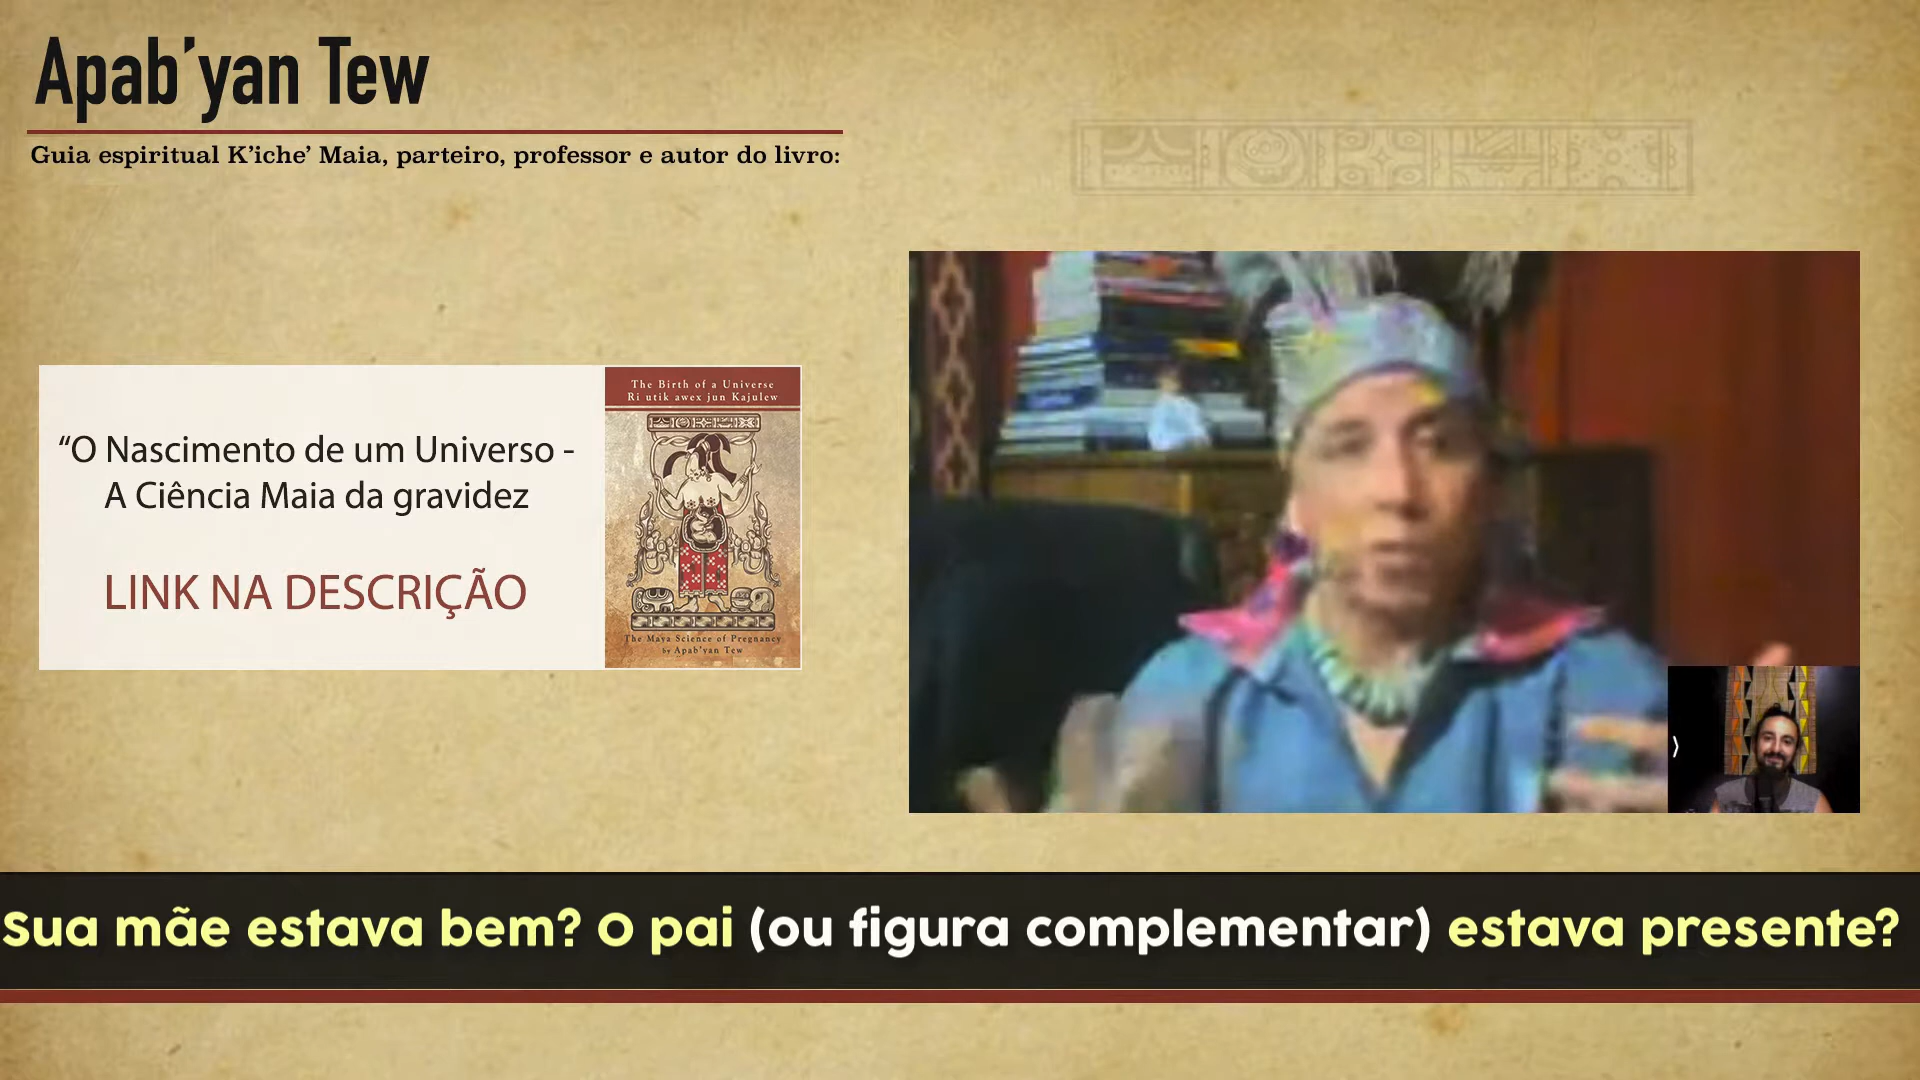 Apab'yan Tew
Guia espiritual K'iche' Maia, parteiro, professor e autor do livro:
“O Nascimento de um Universo -
A Ciência Maia da gravidez
LINK NA DESCRIÇÃO
The Birth of a Universe
Ri utik awex jun Kajulew
The Maya Science of Pregnancy
by Apab'yan Tew
Sua mãe estava bem? O pai (ou figura complementar) estava presente?